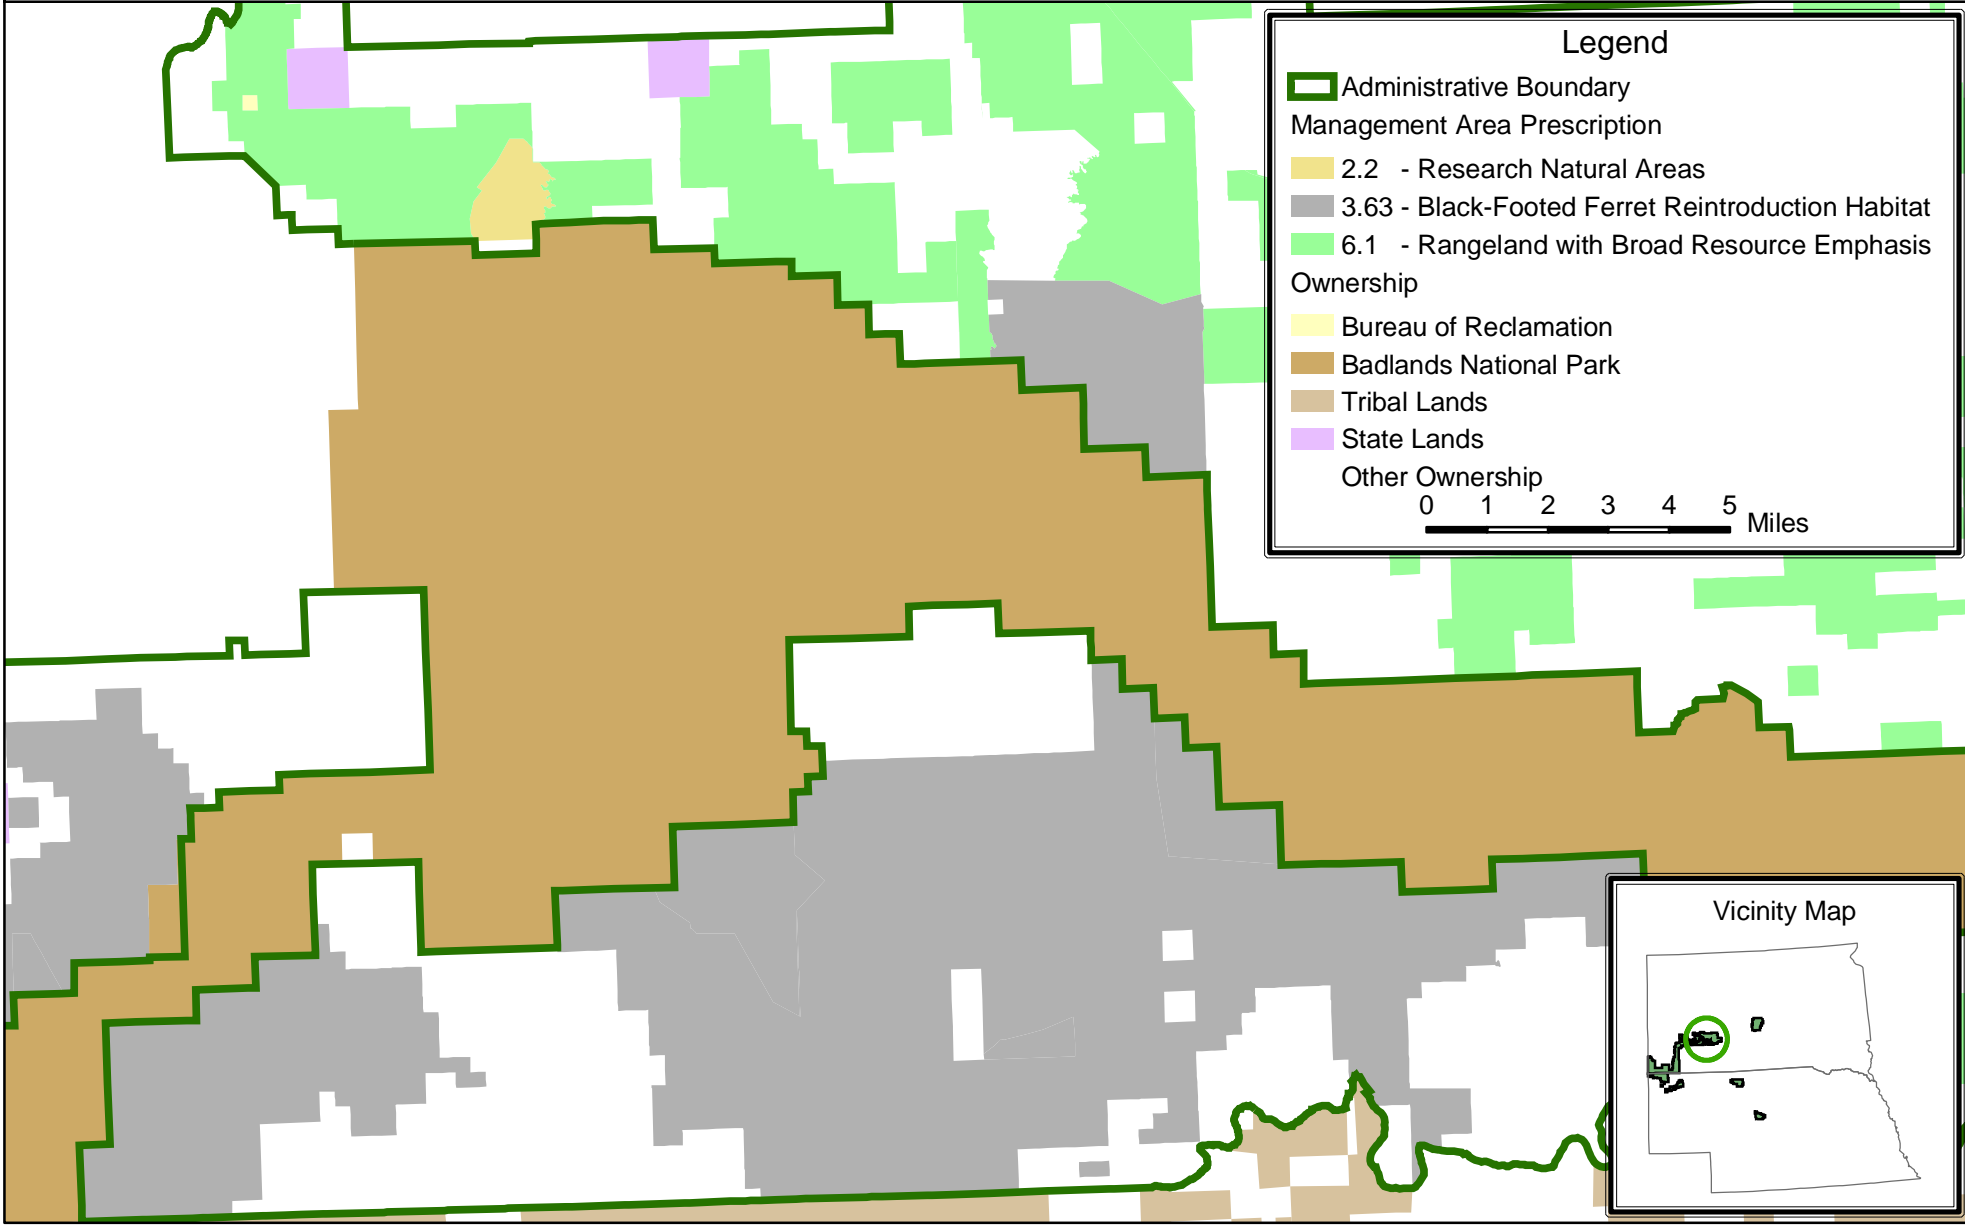 Legend
Administrative Boundary
Management Area Prescription
2.2 - Research Natural Areas
3.63 - Black-Footed Ferret Reintroduction Habitat
6.1 - Rangeland with Broad Resource Emphasis
Ownership
Bureau of Reclamation
Badlands National Park
Tribal Lands
State Lands
Other Ownership
0 1 2 3 4 5
Miles
Vicinity Map